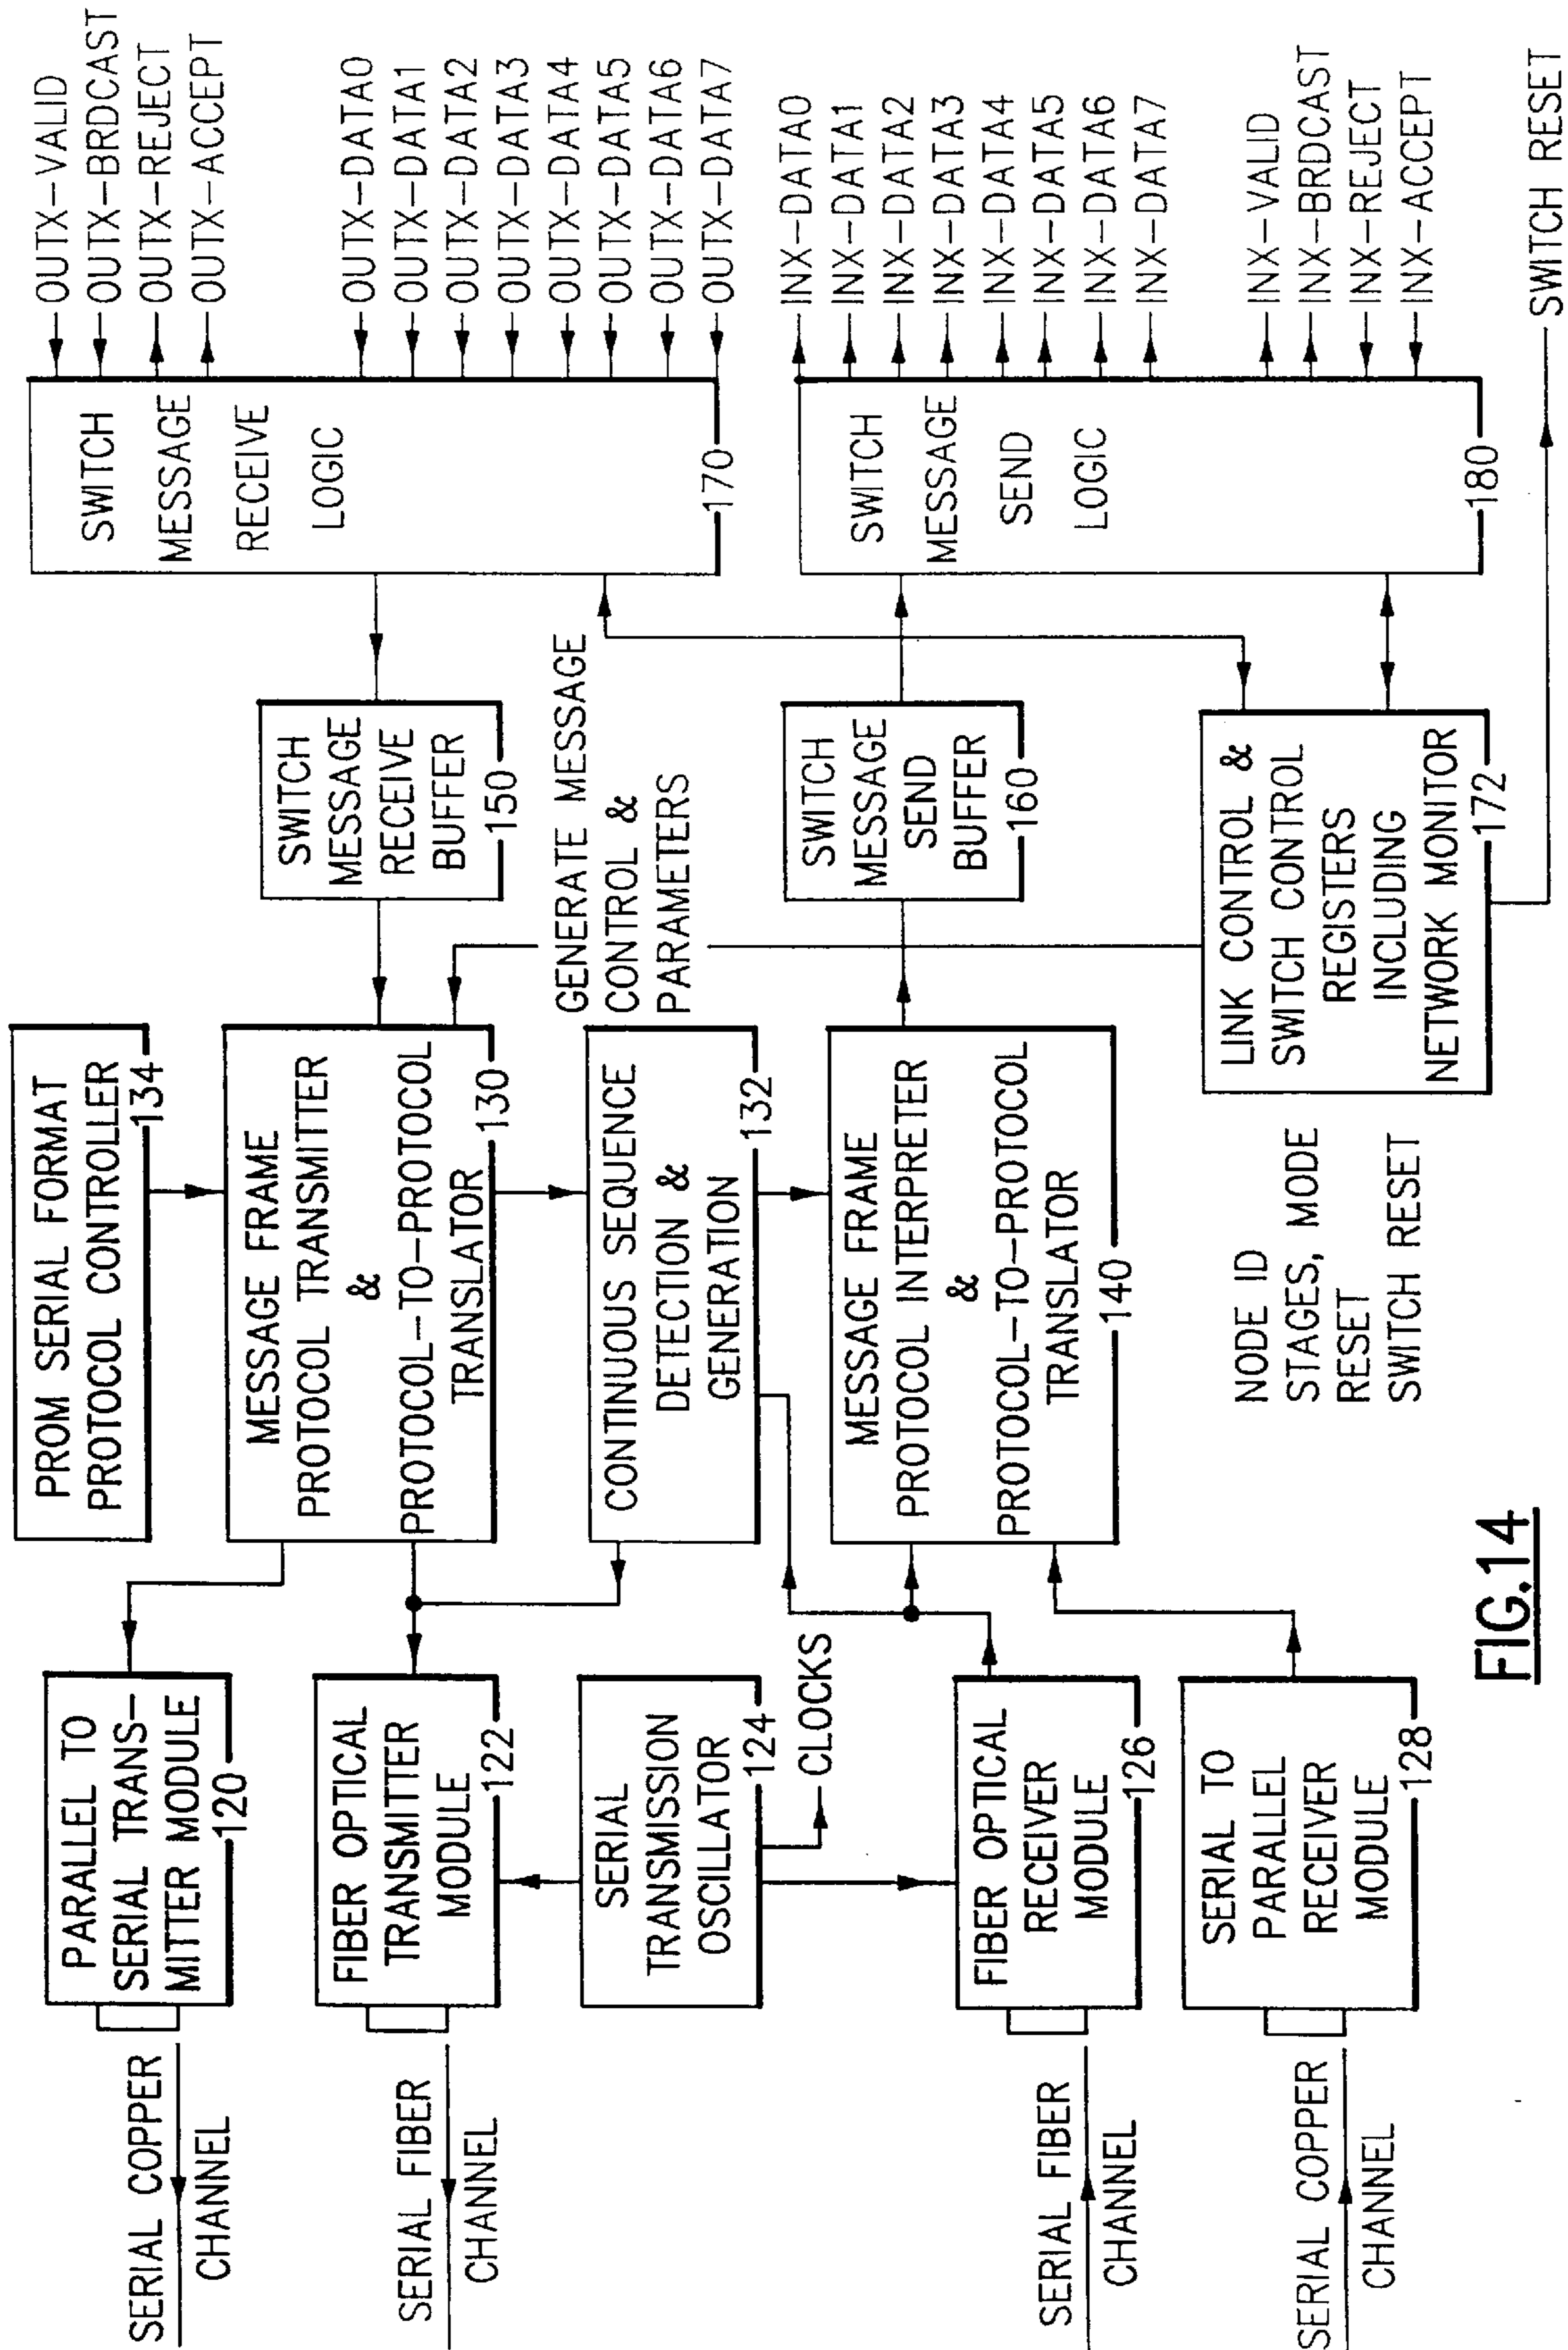 SERIAL COPPER
CHANNEL
PARALLEL TO
SERIAL TRANS-
MITTER MODULE
120
SERIAL FIBER
CHANNEL
FIBER OPTICAL
TRANSMITTER
MODULE
122
SERIAL
TRANSMISSION
OSCILLATOR
124
CLOCKS
SERIAL FIBER
CHANNEL
FIBER OPTICAL
RECEIVER
MODULE
126
SERIAL COPPER
CHANNEL
SERIAL TO
PARALLEL
RECEIVER
MODULE
128
PROM SERIAL FORMAT
PROTOCOL CONTROLLER
134
MESSAGE FRAME
PROTOCOL TRANSMITTER
&
PROTOCOL-TO-PROTOCOL
TRANSLATOR
130
CONTINUOUS SEQUENCE
DETECTION &
GENERATION
132
MESSAGE FRAME
PROTOCOL INTERPRETER
&
PROTOCOL-TO-PROTOCOL
TRANSLATOR
140
NODE ID
STAGES, MODE
RESET
SWITCH RESET
SWITCH
MESSAGE
RECEIVE
BUFFER
150
GENERATE MESSAGE
CONTROL &
PARAMETERS
SWITCH
MESSAGE
SEND
BUFFER
160
LINK CONTROL &
SWITCH CONTROL
REGISTERS
INCLUDING
NETWORK MONITOR
172
SWITCH
MESSAGE
RECEIVE
LOGIC
170
SWITCH
MESSAGE
SEND
LOGIC
180
OUTX-VALID
OUTX-BRDCAST
OUTX-REJECT
OUTX-ACCEPT
OUTX-DATA0
OUTX-DATA1
OUTX-DATA2
OUTX-DATA3
OUTX-DATA4
OUTX-DATA5
OUTX-DATA6
OUTX-DATA7
INX-DATA0
INX-DATA1
INX-DATA2
INX-DATA3
INX-DATA4
INX-DATA5
INX-DATA6
INX-DATA7
INX-VALID
INX-BRDCAST
INX-REJECT
INX-ACCEPT
SWITCH RESET
FIG.14